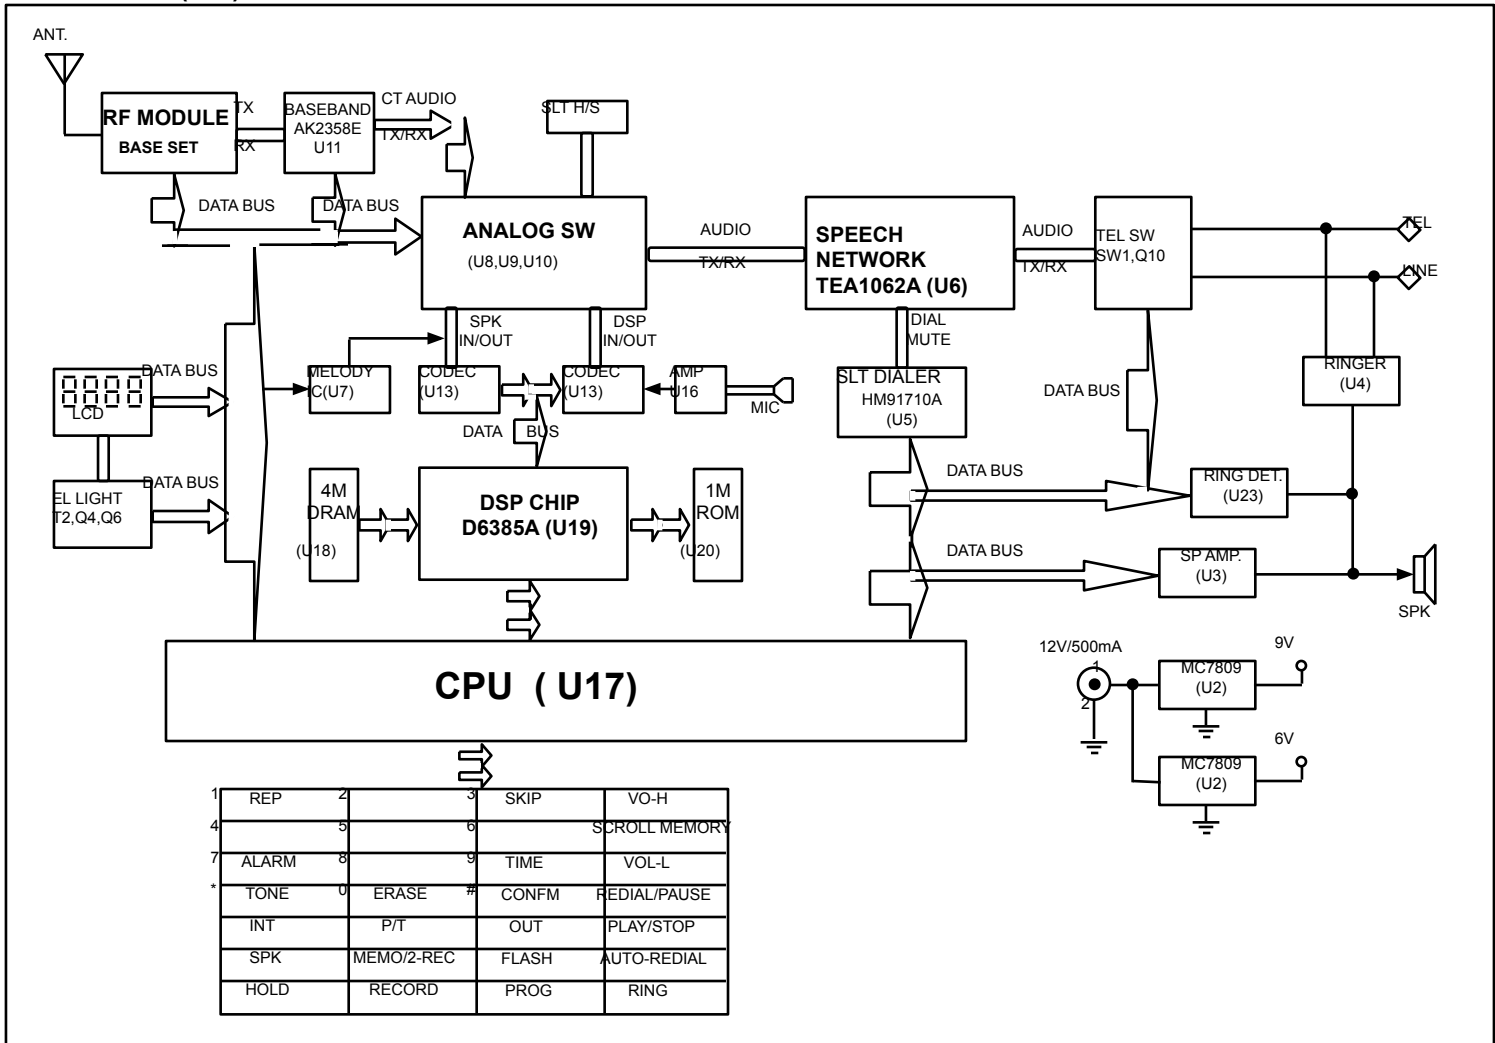 ANT.
RF MODULE
BASE SET
TX
RX
BASEBAND
AK2358E
U11
CT AUDIO
TX/RX
SLT H/S
DATA BUS
DATA BUS
ANALOG SW
(U8,U9,U10)
AUDIO
TX/RX
SPEECH
NETWORK
TEA1062A (U6)
AUDIO
TX/RX
TEL SW
SW1,Q10
TEL
LINE
SPK
IN/OUT
DSP
IN/OUT
DIAL
MUTE
RINGER
(U4)
LCD
DATA BUS
MELODY
IC(U7)
CODEC
(U13)
CODEC
(U13)
AMP
U16
MIC
SLT DIALER
HM91710A
(U5)
DATA BUS
DATA BUS
EL LIGHT
T2,Q4,Q6
DATA BUS
4M
DRAM
(U18)
DSP CHIP
D6385A (U19)
1M
ROM
(U20)
DATA BUS
RING DET.
(U23)
DATA BUS
SP AMP.
(U3)
SPK
CPU ( U17)
12V/500mA
1
2
MC7809
(U2)
9V
MC7809
(U2)
6V
1 REP 2 3 SKIP VO-H
4 5 6 SCROLL MEMORY
7 ALARM 8 9 TIME VOL-L
* TONE 0 ERASE # CONFM REDIAL/PAUSE
INT P/T OUT PLAY/STOP
SPK MEMO/2-REC FLASH AUTO-REDIAL
HOLD RECORD PROG RING